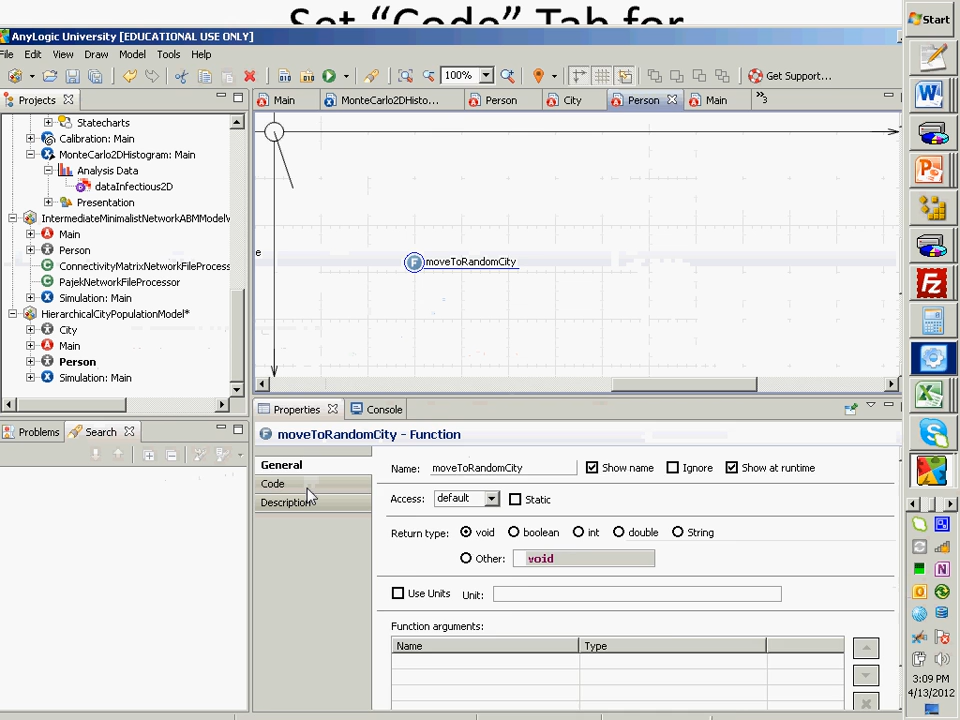 Set “Code” Tab for
Start
AnyLogic University [EDUCATIONAL USE ONLY]
File Edit View Draw Model Tools Help
100% Get Support...
Projects Main MonteCarlo2DHisto... Person City Person Main »3
Statecharts
Calibration: Main
MonteCarlo2DHistogram: Main
Analysis Data
dataInfectious2D
Presentation
IntermediateMinimalistNetworkABMModelV
Main
Person
ConnectivityMatrixNetworkFileProcess
PajekNetworkFileProcessor
Simulation: Main
HierarchicalCityPopulationModel*
City
Main
Person
Simulation: Main
e
moveToRandomCity
Properties Console
Problems Search
moveToRandomCity - Function
General
Code
Description
Name: moveToRandomCity Show name Ignore Show at runtime
Access: default Static
Return type: void boolean int double String
Other: void
Use Units Unit:
Function arguments:
Name Type
3:09 PM
4/13/2012